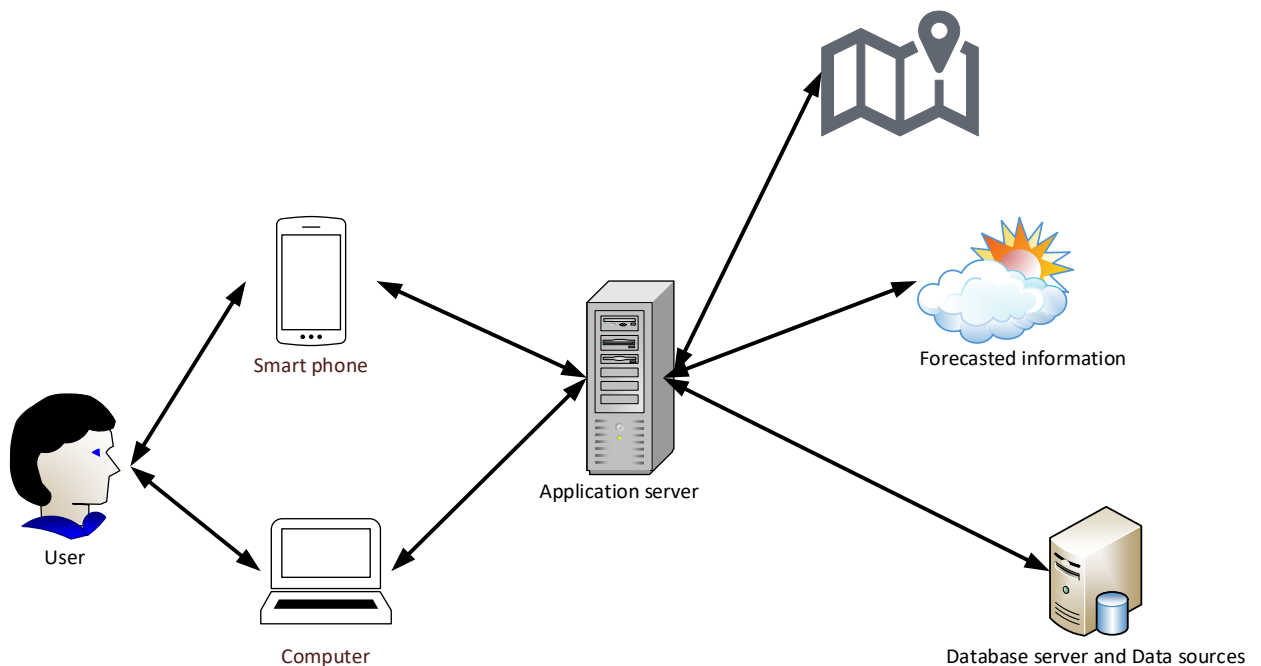 Smart phone
Forecasted information
Application server
User
Computer
Database server and Data sources